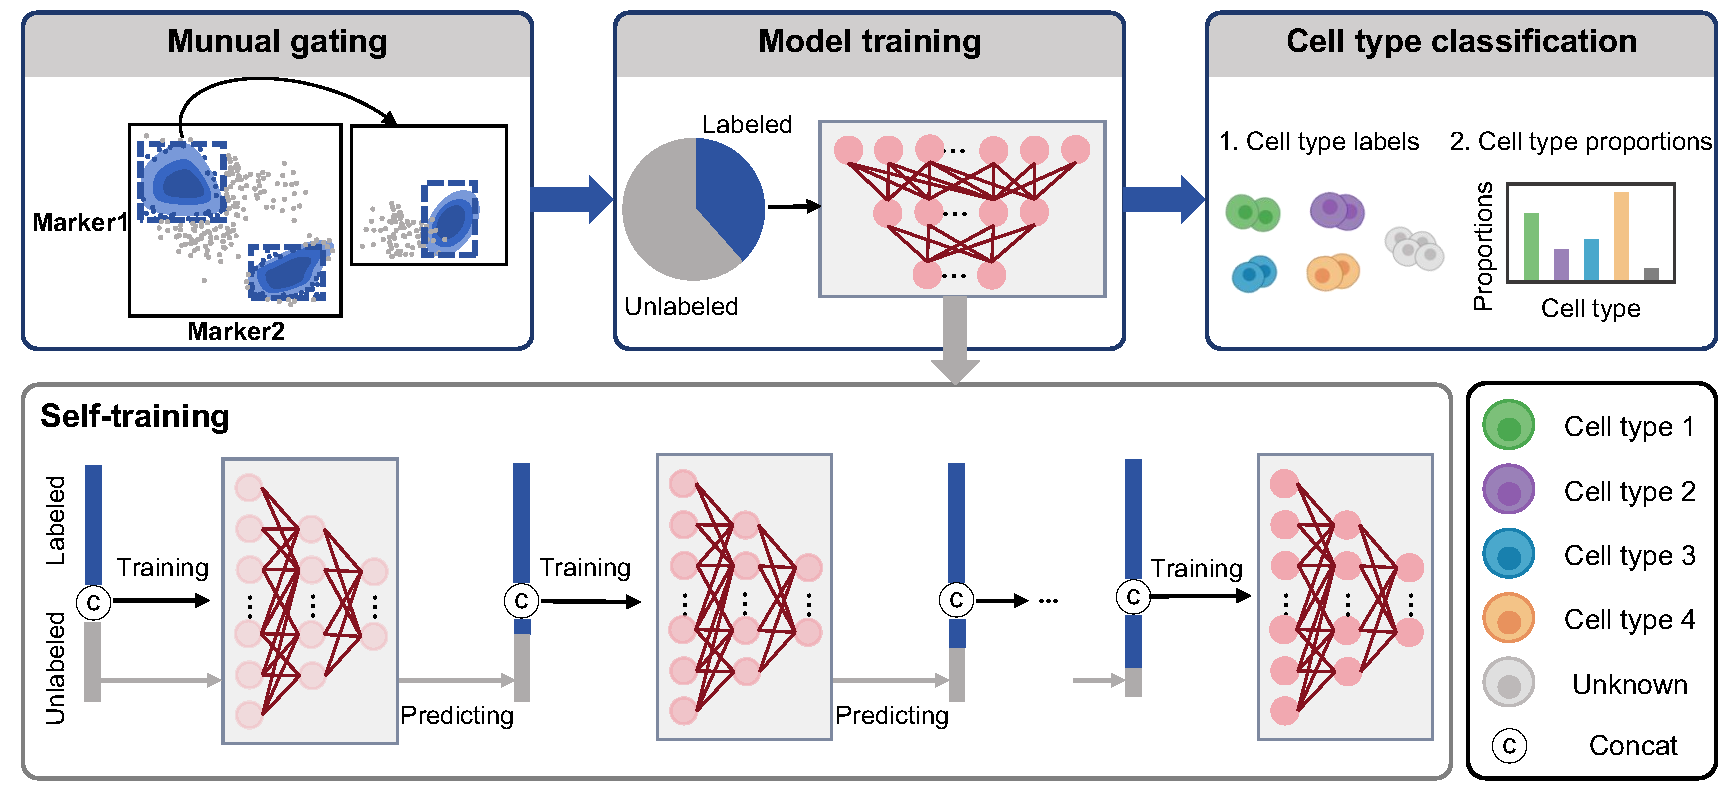 Munual gating
Marker1
Marker2
Model training
Labeled
Unlabeled
...
...
...
Cell type classification
1. Cell type labels
2. Cell type proportions
Proportions
Cell type
Self-training
Labeled
Unlabeled
C
Training
Predicting
C
Training
Predicting
C
...
C
Training
Cell type 1
Cell type 2
Cell type 3
Cell type 4
Unknown
C Concat